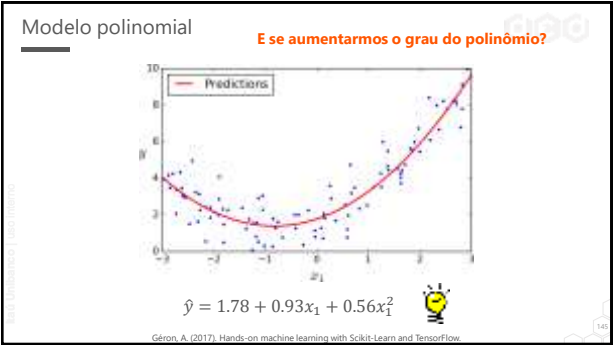 Modelo polinomial
E se aumentarmos o grau do polinômio?
10
Predictions
8
6
4
2
0
-3 -2 -1 0 1 2 3
x₁
ŷ = 1.78 + 0.93x₁ + 0.56x₁²
145
Géron, A. (2017). Hands-on machine learning with Scikit-Learn and TensorFlow.